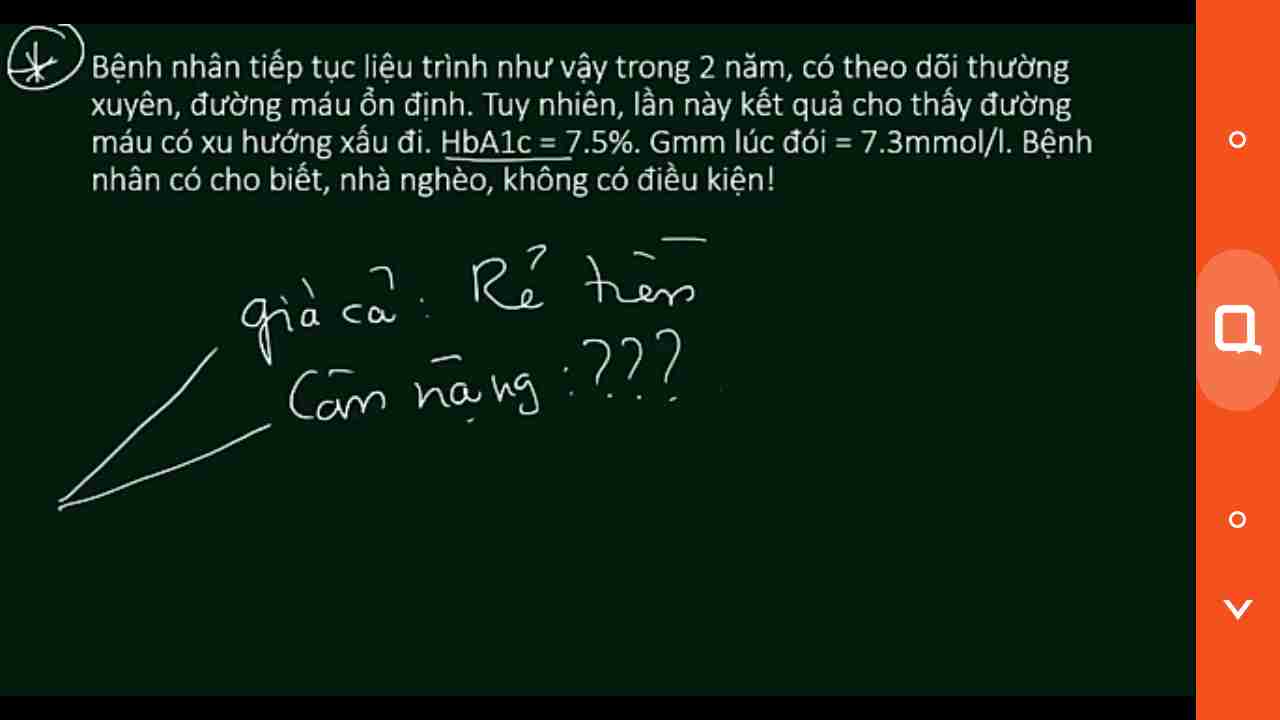 Bệnh nhân tiếp tục liệu trình như vậy trong 2 năm, có theo dõi thường
xuyên, đường máu ổn định. Tuy nhiên, lần này kết quả cho thấy đường
máu có xu hướng xấu đi. HbA1c = 7.5%. Gmm lúc đói = 7.3mmol/l. Bệnh
nhân có cho biết, nhà nghèo, không có điều kiện!
giá cả : Rẻ tiền
Cân nặng : ???